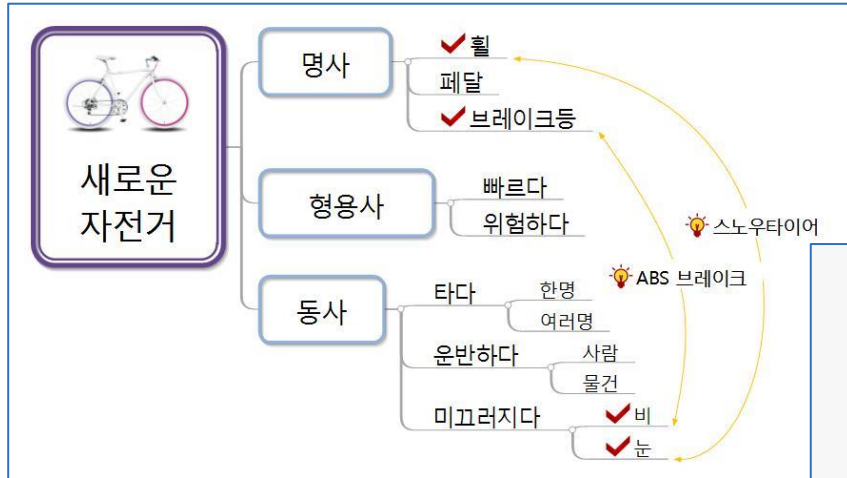 새로운
자전거
명사
휠
페달
브레이크등
형용사
빠르다
위험하다
동사
타다
한명
여러명
운반하다
사람
물건
미끄러지다
비
눈
스노우타이어
ABS 브레이크